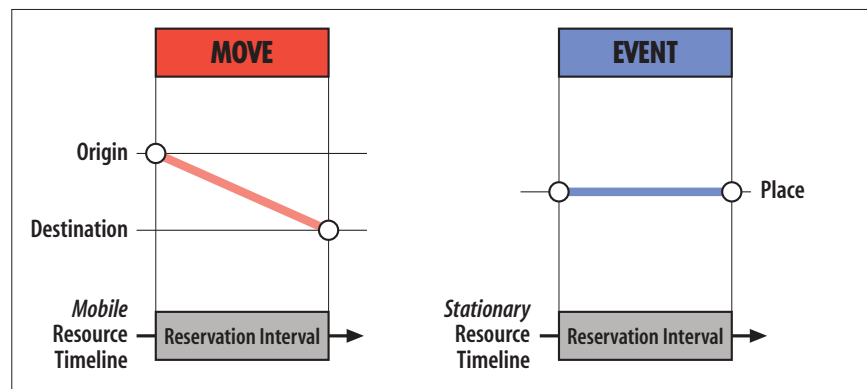 MOVE
Origin
Destination
Mobile
Resource
Timeline
Reservation Interval
EVENT
Place
Stationary
Resource
Timeline
Reservation Interval